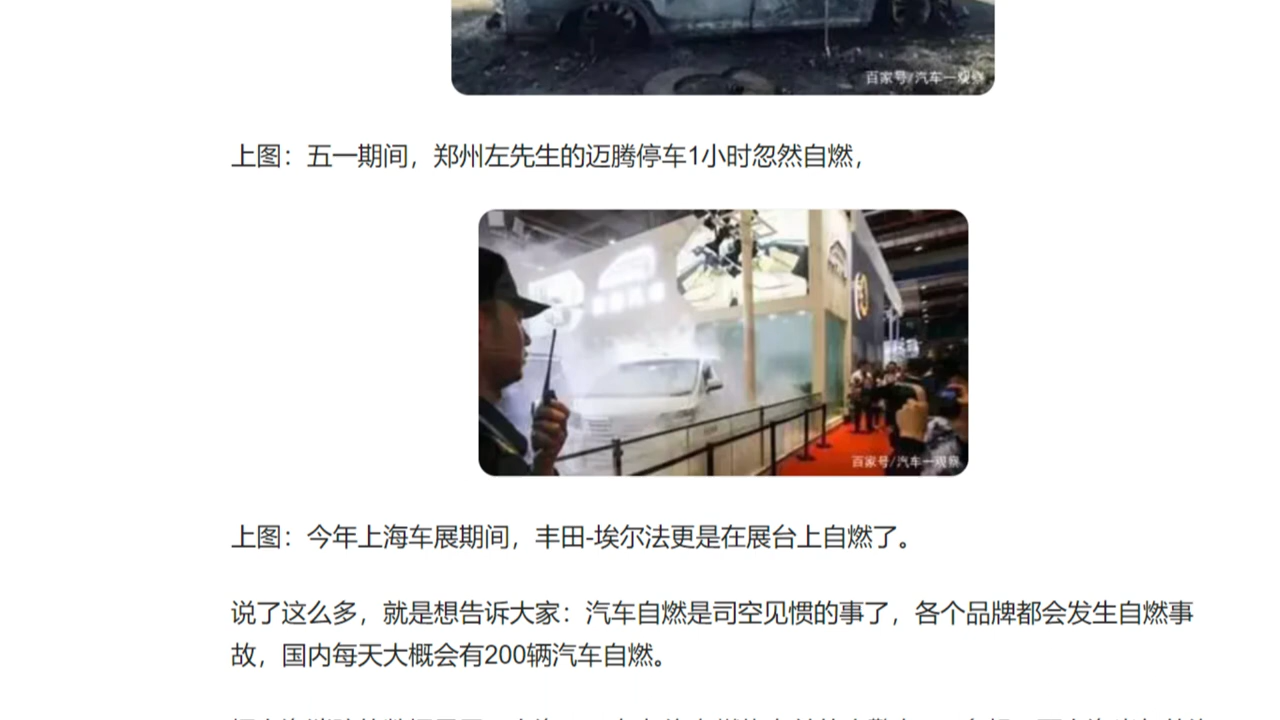 百家号/汽车一观察
上图：五一期间，郑州左先生的迈腾停车1小时忽然自燃，
百家号/汽车一观察
上图：今年上海车展期间，丰田-埃尔法更是在展台上自燃了。
说了这么多，就是想告诉大家：汽车自燃是司空见惯的事了，各个品牌都会发生自燃事
故，国内每天大概会有200辆汽车自燃。